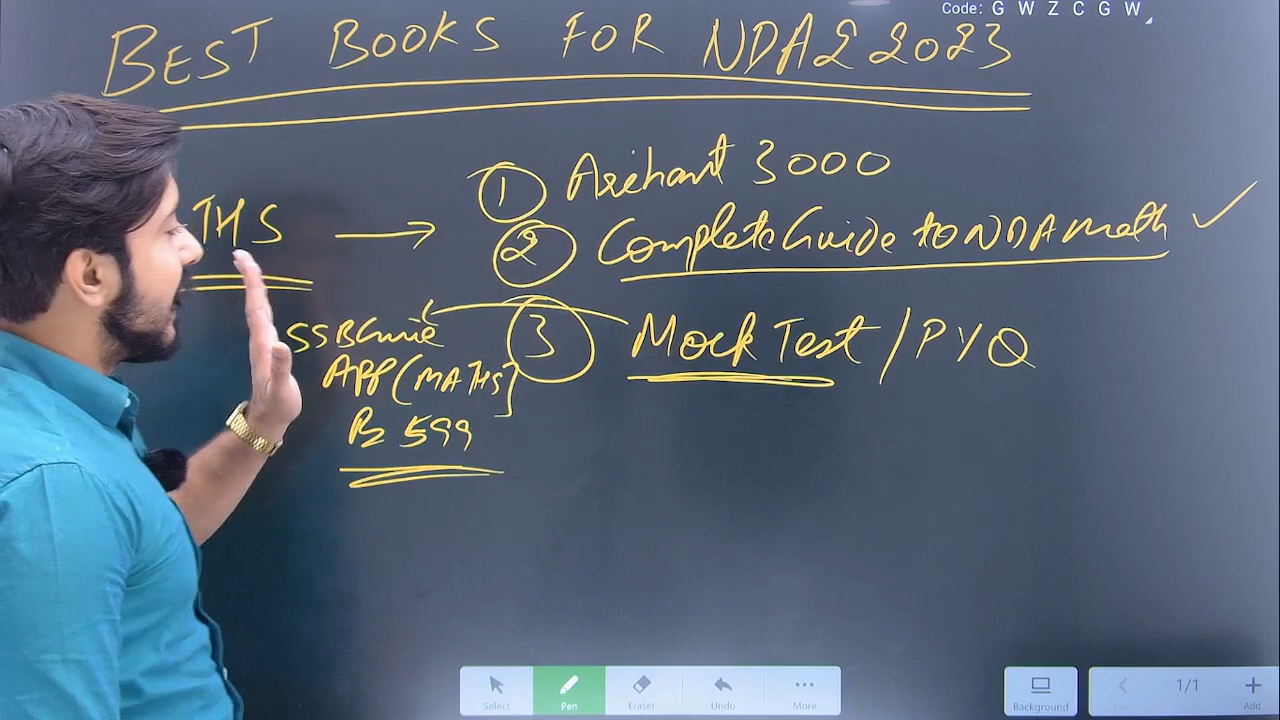 Code: G W Z C G W
BEST BOOKS FOR NDA 2 2023
THS → ① Arihant 3000
② Complete Guide to NDA Math ✓
③ Mock Test / PYQ
SSBGuide
APP (MATHS)
Rs 599
Select Pen Eraser Undo More
Background
1/1
Add